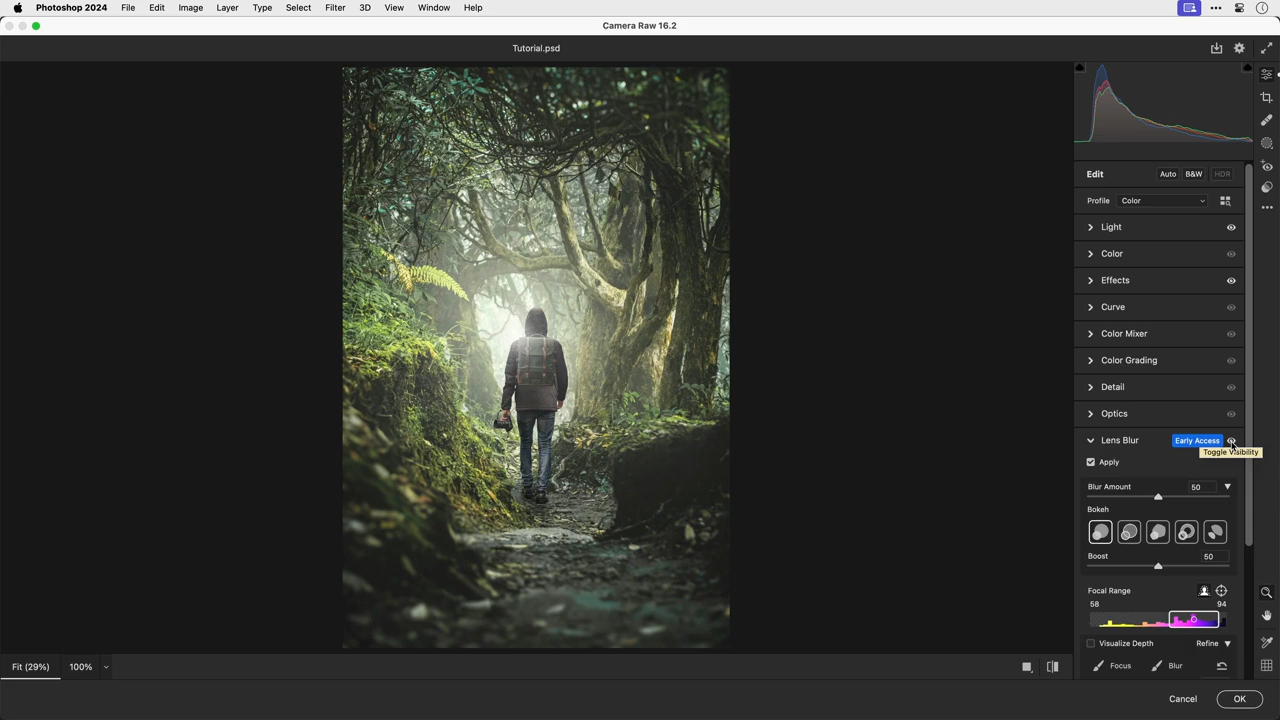 Photoshop 2024 File Edit Image Layer Type Select Filter 3D View Window Help
Camera Raw 16.2
Tutorial.psd
Edit Auto B&W HDR
Profile Color
Light
Color
Effects
Curve
Color Mixer
Color Grading
Detail
Optics
Lens Blur Early Access
Toggle Visibility
Apply
Blur Amount 50
Bokeh
Boost 50
Focal Range
58 94
Visualize Depth Refine
Focus Blur
Fit (29%) 100%
Cancel OK